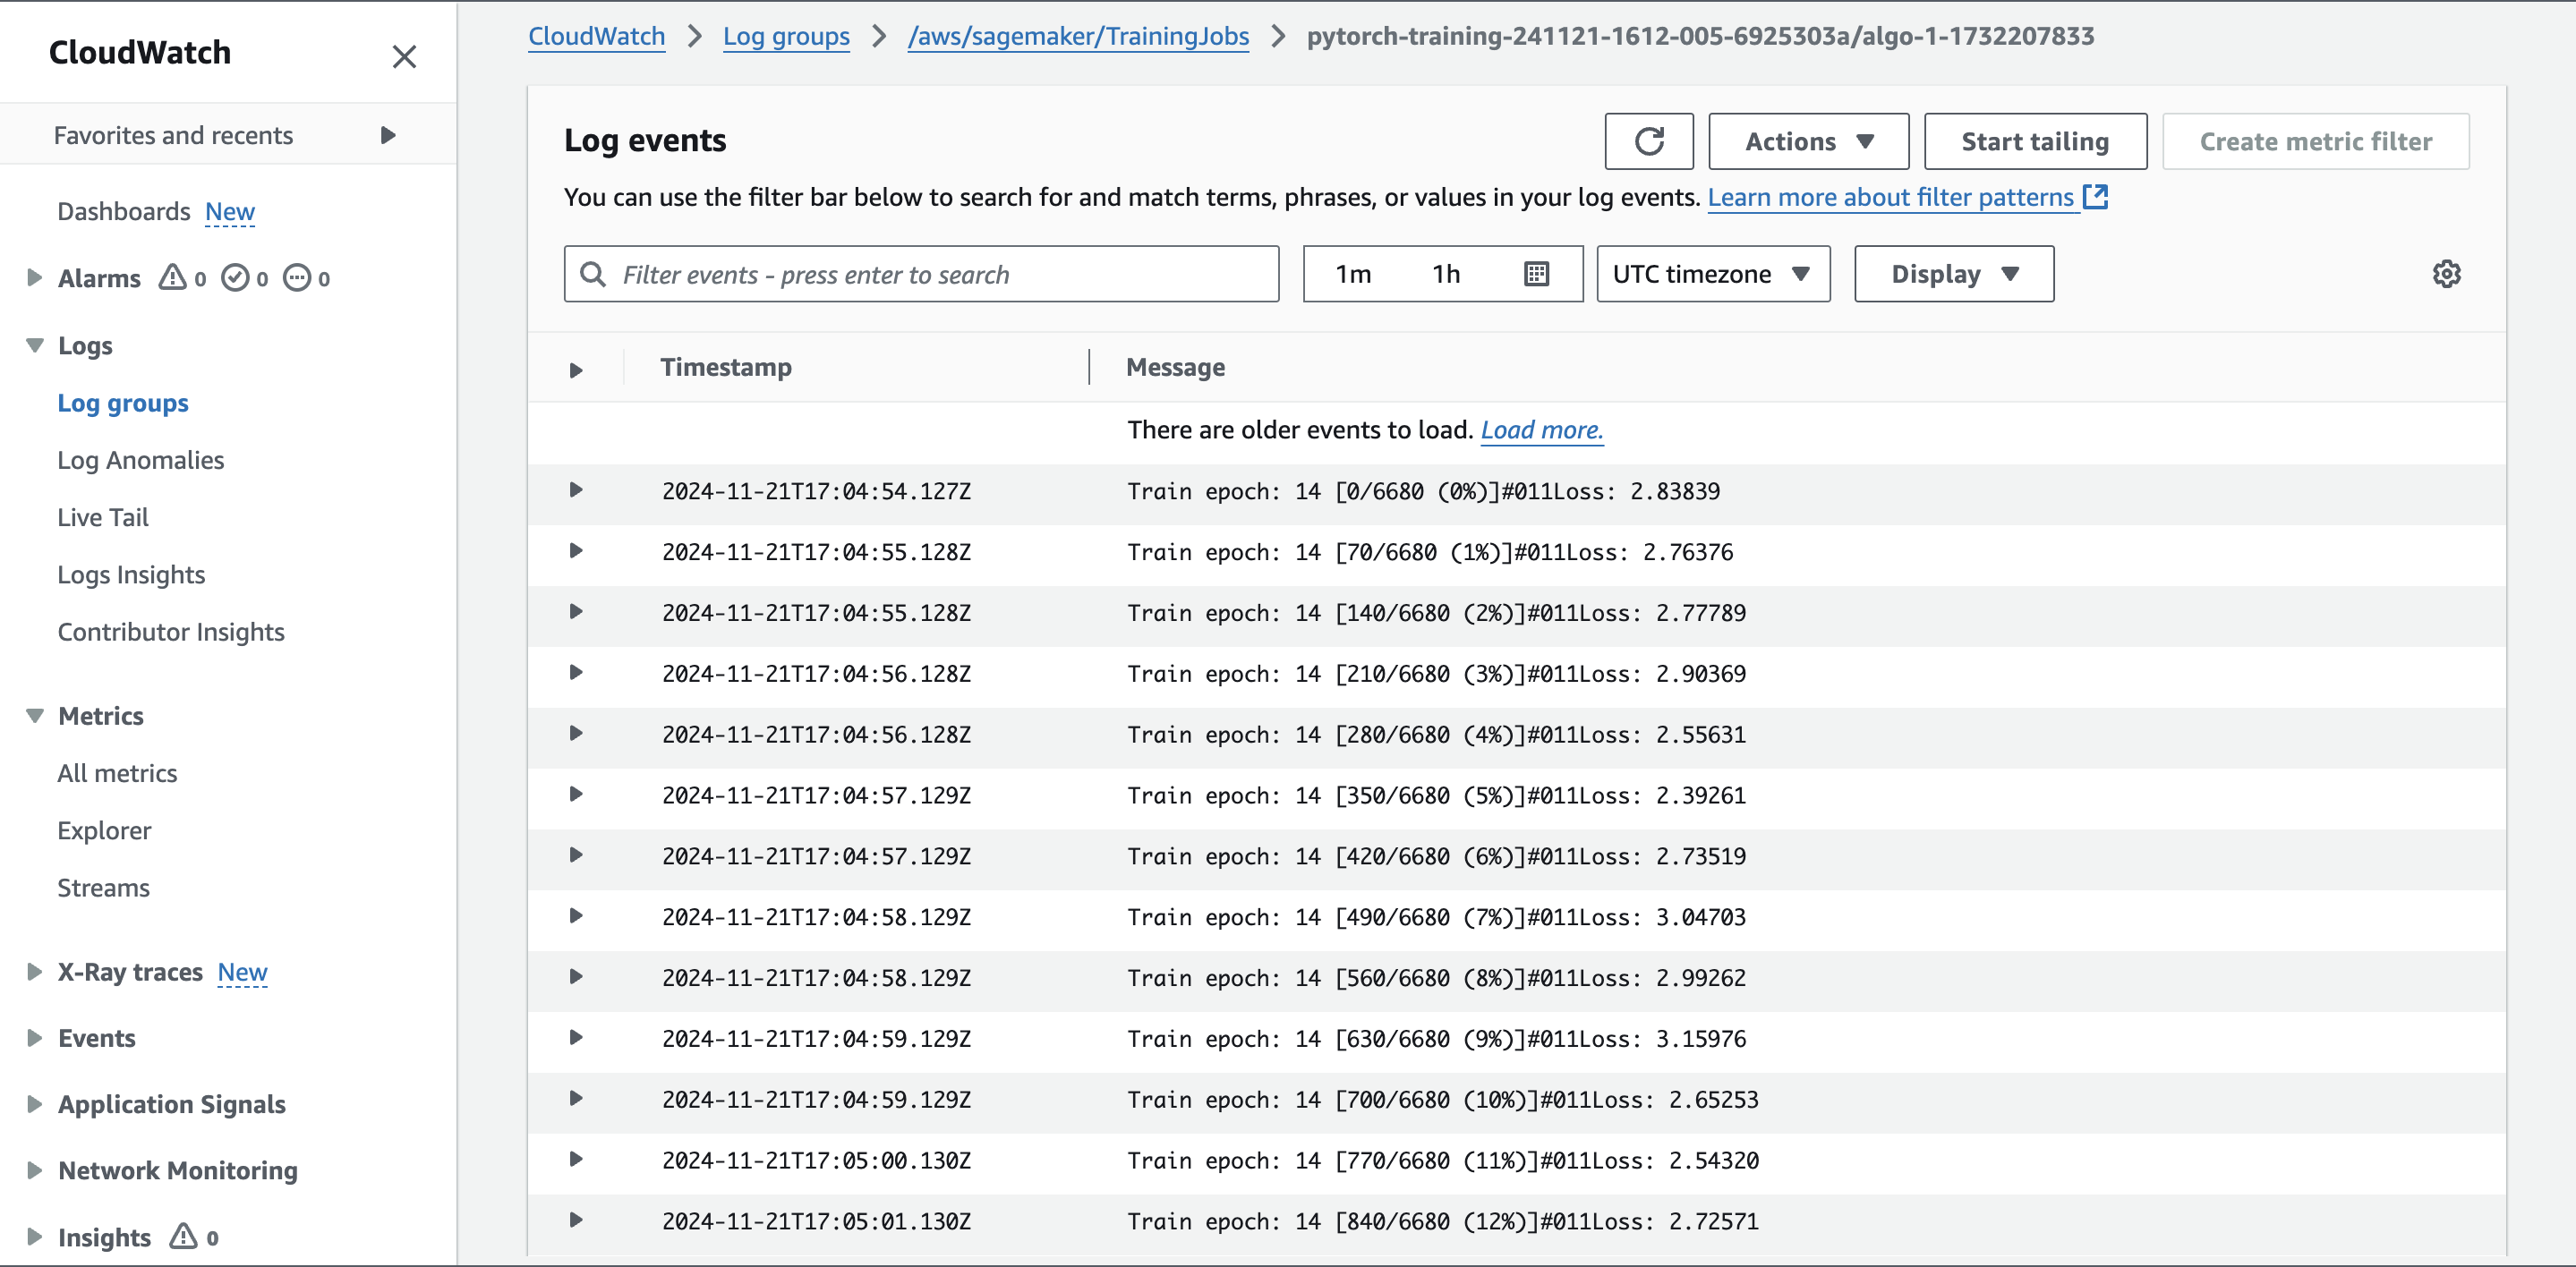 CloudWatch
Favorites and recents
Dashboards New
Alarms 0 0 0
Logs
Log groups
Log Anomalies
Live Tail
Logs Insights
Contributor Insights
Metrics
All metrics
Explorer
Streams
X-Ray traces New
Events
Application Signals
Network Monitoring
Insights 0
CloudWatch > Log groups > /aws/sagemaker/TrainingJobs > pytorch-training-241121-1612-005-6925303a/algo-1-1732207833
Log events
Actions Start tailing Create metric filter
You can use the filter bar below to search for and match terms, phrases, or values in your log events. Learn more about filter patterns
Filter events - press enter to search 1m 1h UTC timezone Display
Timestamp Message
There are older events to load. Load more.
2024-11-21T17:04:54.127Z Train epoch: 14 [0/6680 (0%)]#011Loss: 2.83839
2024-11-21T17:04:55.128Z Train epoch: 14 [70/6680 (1%)]#011Loss: 2.76376
2024-11-21T17:04:55.128Z Train epoch: 14 [140/6680 (2%)]#011Loss: 2.77789
2024-11-21T17:04:56.128Z Train epoch: 14 [210/6680 (3%)]#011Loss: 2.90369
2024-11-21T17:04:56.128Z Train epoch: 14 [280/6680 (4%)]#011Loss: 2.55631
2024-11-21T17:04:57.129Z Train epoch: 14 [350/6680 (5%)]#011Loss: 2.39261
2024-11-21T17:04:57.129Z Train epoch: 14 [420/6680 (6%)]#011Loss: 2.73519
2024-11-21T17:04:58.129Z Train epoch: 14 [490/6680 (7%)]#011Loss: 3.04703
2024-11-21T17:04:58.129Z Train epoch: 14 [560/6680 (8%)]#011Loss: 2.99262
2024-11-21T17:04:59.129Z Train epoch: 14 [630/6680 (9%)]#011Loss: 3.15976
2024-11-21T17:04:59.129Z Train epoch: 14 [700/6680 (10%)]#011Loss: 2.65253
2024-11-21T17:05:00.130Z Train epoch: 14 [770/6680 (11%)]#011Loss: 2.54320
2024-11-21T17:05:01.130Z Train epoch: 14 [840/6680 (12%)]#011Loss: 2.72571